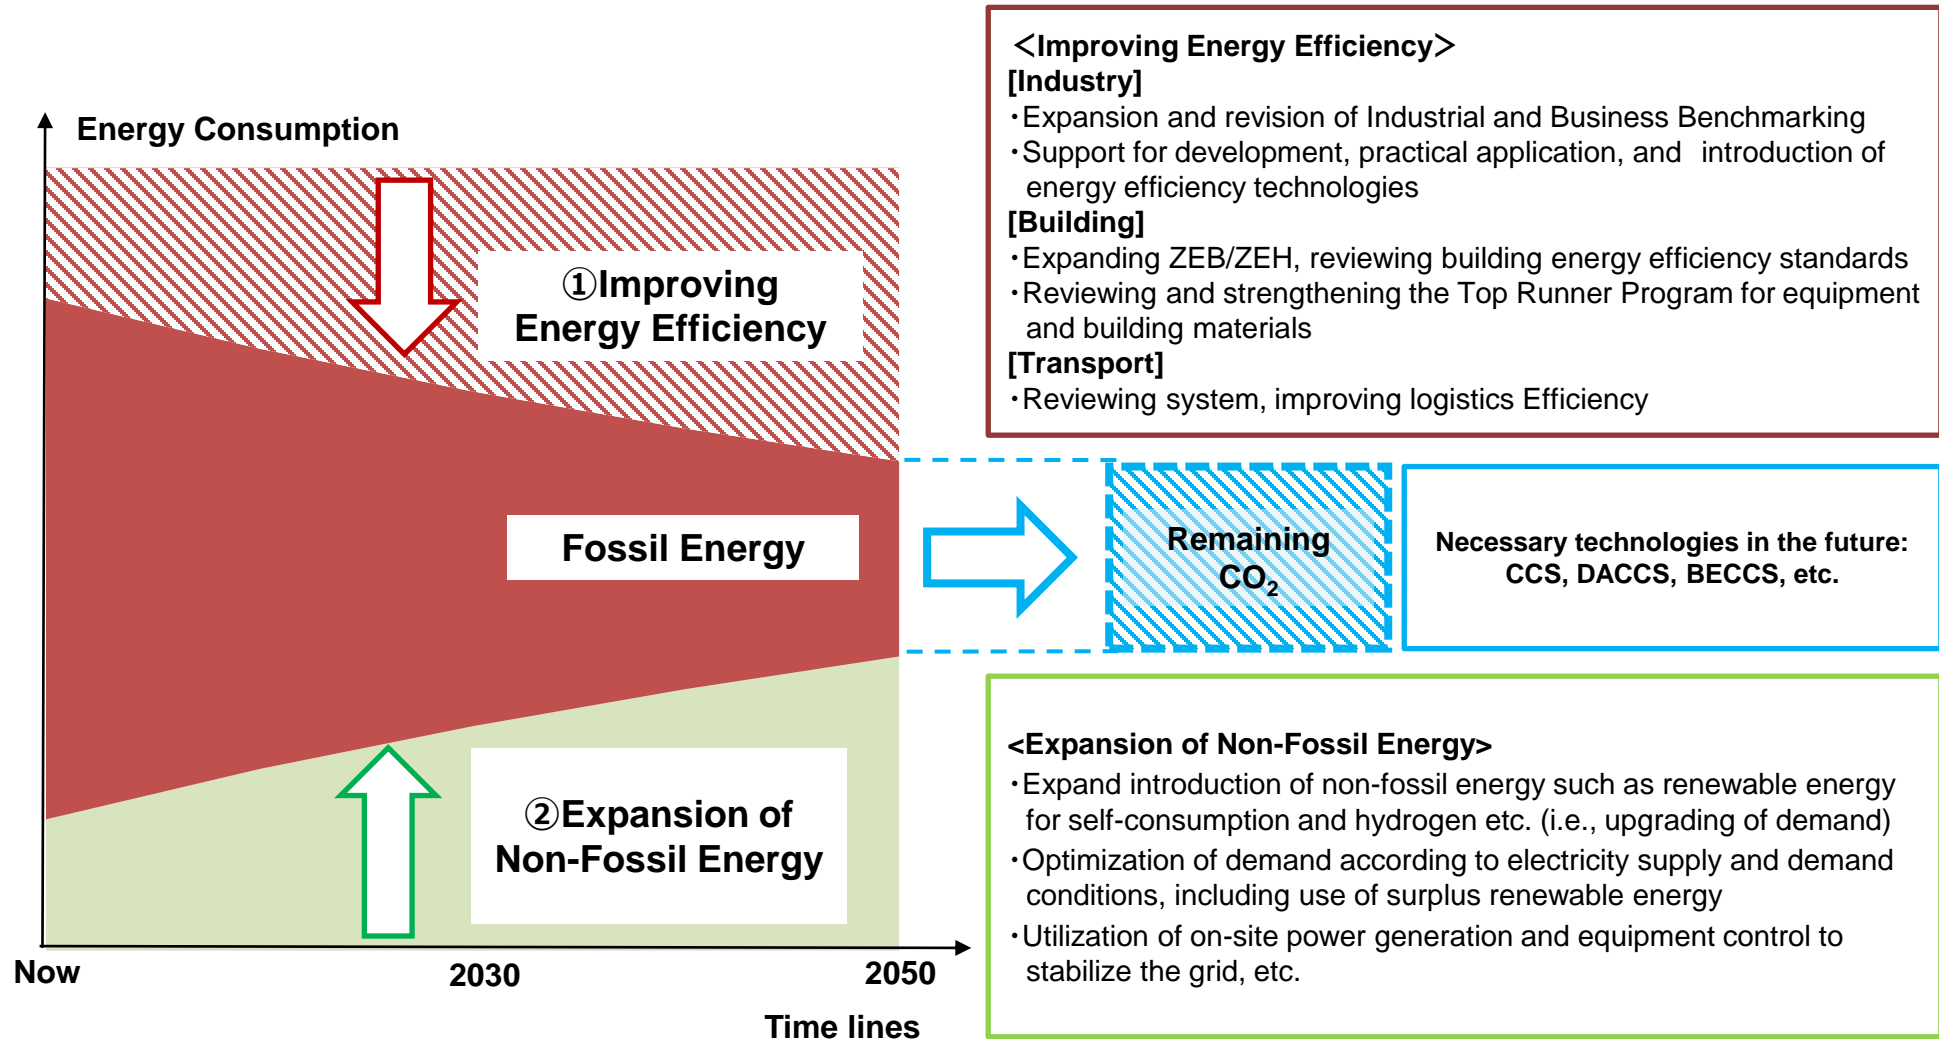 Energy Consumption
①Improving
Energy Efficiency
Fossil Energy
②Expansion of
Non-Fossil Energy
Now
2030
2050
Time lines
＜Improving Energy Efficiency＞
[Industry]
・Expansion and revision of Industrial and Business Benchmarking
・Support for development, practical application, and introduction of
energy efficiency technologies
[Building]
・Expanding ZEB/ZEH, reviewing building energy efficiency standards
・Reviewing and strengthening the Top Runner Program for equipment
and building materials
[Transport]
・Reviewing system, improving logistics Efficiency
Remaining
CO₂
Necessary technologies in the future:
CCS, DACCS, BECCS, etc.
<Expansion of Non-Fossil Energy>
・Expand introduction of non-fossil energy such as renewable energy
for self-consumption and hydrogen etc. (i.e., upgrading of demand)
・Optimization of demand according to electricity supply and demand
conditions, including use of surplus renewable energy
・Utilization of on-site power generation and equipment control to
stabilize the grid, etc.